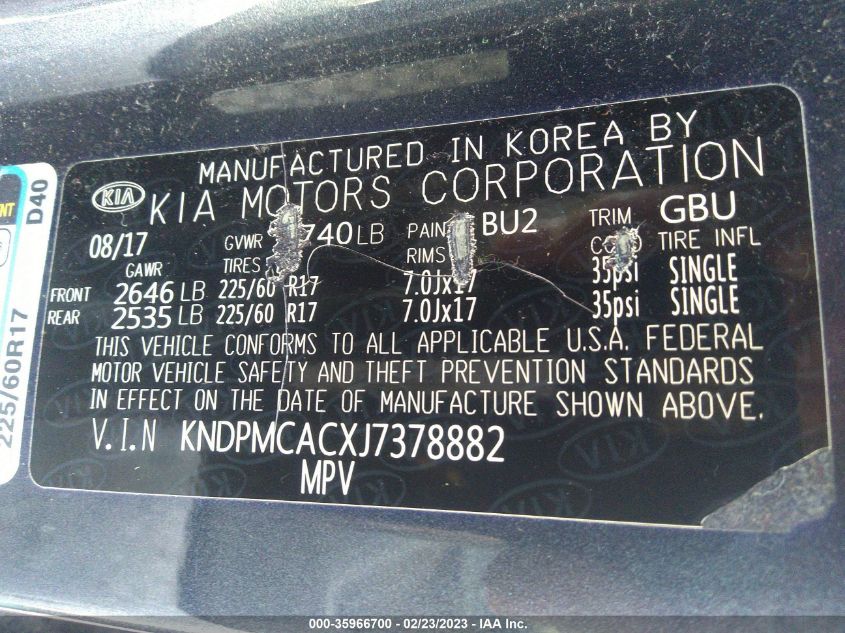 MANUFACTURED IN KOREA BY
KIA KIA MOTORS CORPORATION
08/17 GVWR 740 LB PAIN BU2 TRIM GBU
GAWR TIRES RIMS TIRE INFL
FRONT 2646 LB 225/60 R17 7.0Jx17 35psi SINGLE
REAR 2535 LB 225/60 R17 7.0Jx17 35psi SINGLE
THIS VEHICLE CONFORMS TO ALL APPLICABLE U.S.A. FEDERAL
MOTOR VEHICLE SAFETY AND THEFT PREVENTION STANDARDS
IN EFFECT ON THE DATE OF MANUFACTURE SHOWN ABOVE.
V.I.N KNDPMCACXJ7378882
MPV
225/60R17 D40
000-35966700 - 02/23/2023 - IAA Inc.